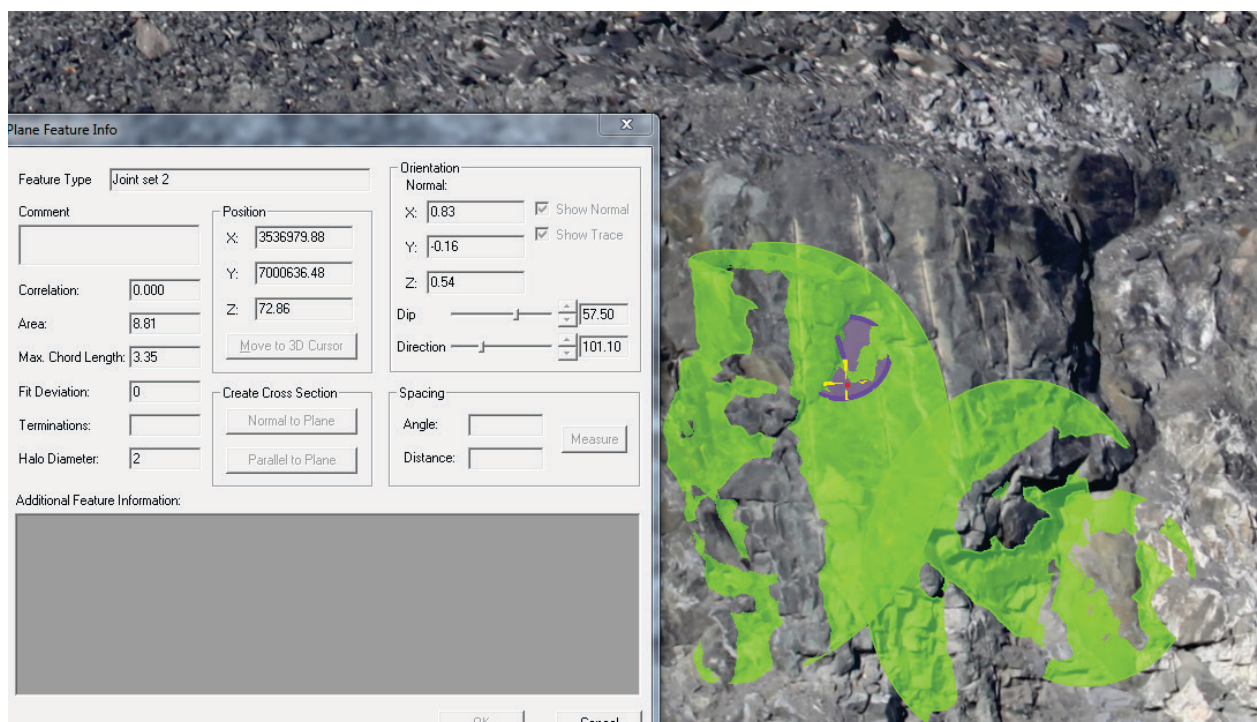 Plane Feature Info
X
Feature Type Joint set 2
Comment
Correlation: 0.000
Area: 8.81
Max. Chord Length: 3.35
Fit Deviation: 0
Terminations:
Halo Diameter: 2
Position
X: 3536979.88
Y: 7000636.48
Z: 72.86
Move to 3D Cursor
Create Cross Section
Normal to Plane
Parallel to Plane
Orientation
Normal:
X: 0.83
Show Normal
Y: -0.16
Show Trace
Z: 0.54
Dip 57.50
Direction 101.10
Spacing
Angle:
Distance:
Measure
Additional Feature Information:
OK
Cancel